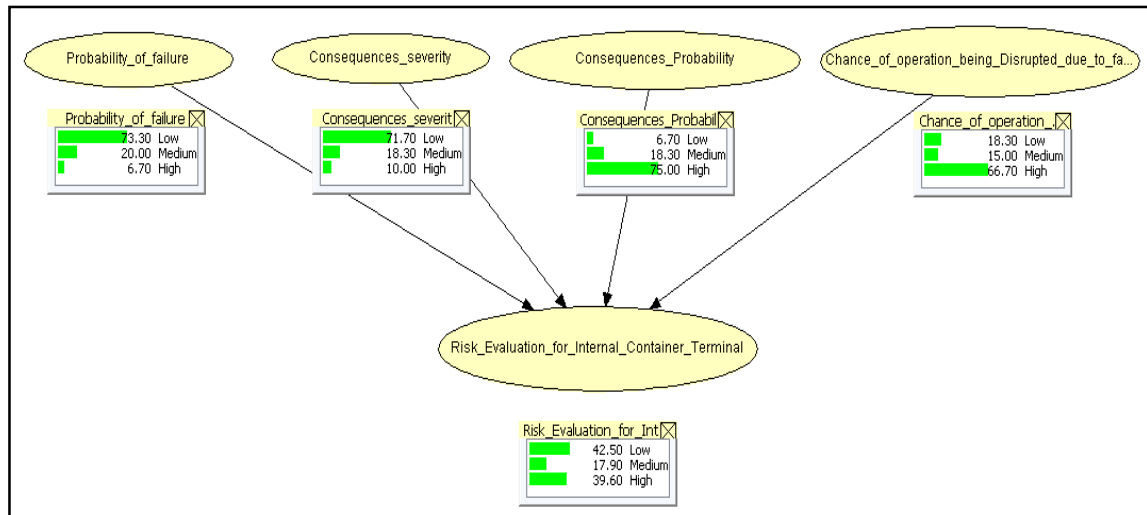 Probability_of_failure
Consequences_severity
Consequences_Probability
Chance_of_operation_being_Disrupted_due_to_fa...
Probability_of_failure
73.30 Low
20.00 Medium
6.70 High
Consequences_severit
71.70 Low
18.30 Medium
10.00 High
Consequences_Probabil
6.70 Low
18.30 Medium
75.00 High
Chance_of_operation_...
18.30 Low
15.00 Medium
66.70 High
Risk_Evaluation_for_Internal_Container_Terminal
Risk_Evaluation_for_Int
42.50 Low
17.90 Medium
39.60 High